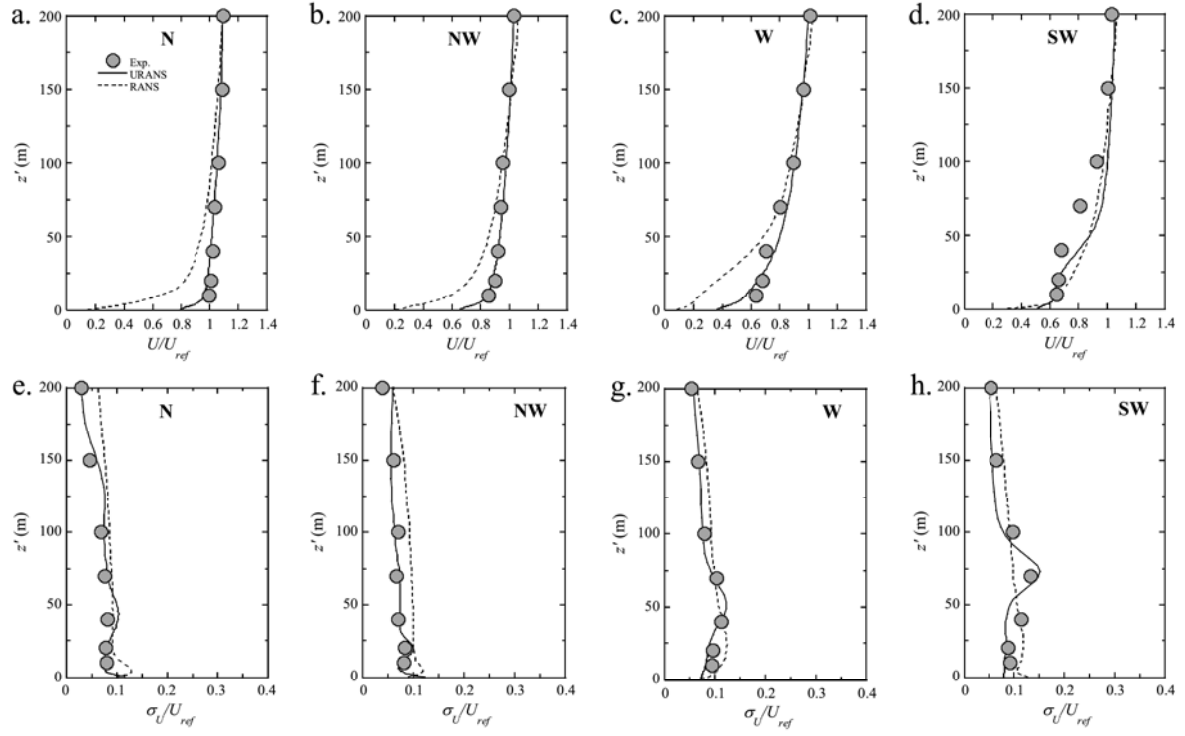 a.
N
Exp.
URANS
RANS
200
150
100
50
0
z' (m)
0 0.2 0.4 0.6 0.8 1 1.2 1.4
U/U_ref
b.
NW
200
150
100
50
0
z' (m)
0 0.2 0.4 0.6 0.8 1 1.2 1.4
U/U_ref
c.
W
200
150
100
50
0
z' (m)
0 0.2 0.4 0.6 0.8 1 1.2 1.4
U/U_ref
d.
SW
200
150
100
50
0
z' (m)
0 0.2 0.4 0.6 0.8 1 1.2 1.4
U/U_ref
e.
N
200
150
100
50
0
z' (m)
0 0.1 0.2 0.3 0.4
σ_U/U_ref
f.
NW
200
150
100
50
0
z' (m)
0 0.1 0.2 0.3 0.4
σ_U/U_ref
g.
W
200
150
100
50
0
z' (m)
0 0.1 0.2 0.3 0.4
σ_U/U_ref
h.
SW
200
150
100
50
0
z' (m)
0 0.1 0.2 0.3 0.4
σ_U/U_ref